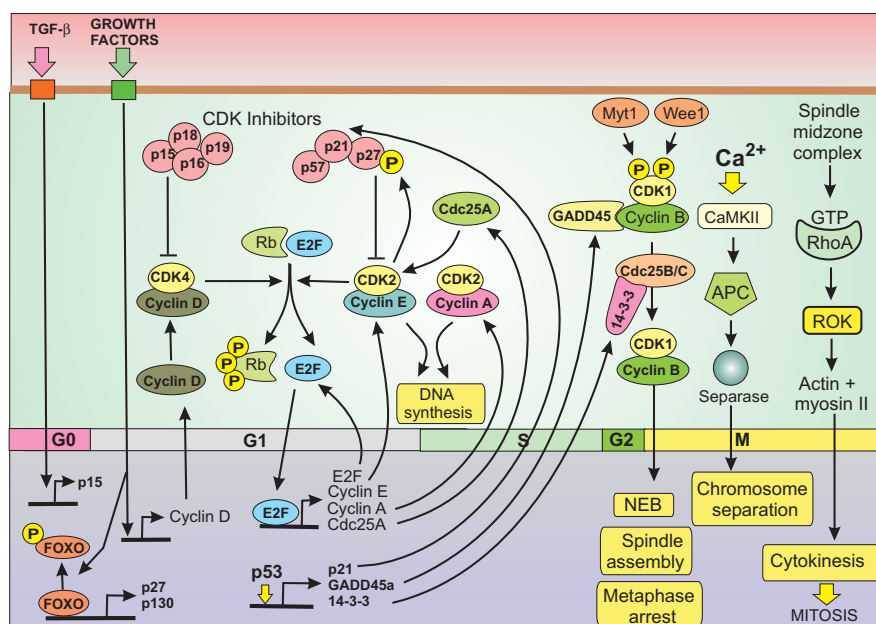 TGF-β
GROWTH
FACTORS
CDK Inhibitors
p18
p15
p19
p16
p21
p57
p27
P
Myt1
Wee1
P P
CDK1
Cyclin B
GADD45
Spindle
midzone
complex
Ca²⁺
CaMKII
GTP
RhoA
Cdc25A
Rb
E2F
CDK4
Cyclin D
CDK2
Cyclin E
CDK2
Cyclin A
Cdc25B/C
14-3-3
APC
ROK
CDK1
Cyclin B
P
P
P
Rb
E2F
Cyclin D
DNA
synthesis
Separase
Actin +
myosin II
G0
G1
S
G2
M
p15
Cyclin D
E2F
E2F
Cyclin E
Cyclin A
Cdc25A
NEB
Chromosome
separation
P
FOXO
FOXO
p27
p130
p53
p21
GADD45a
14-3-3
Spindle
assembly
Metaphase
arrest
Cytokinesis
MITOSIS